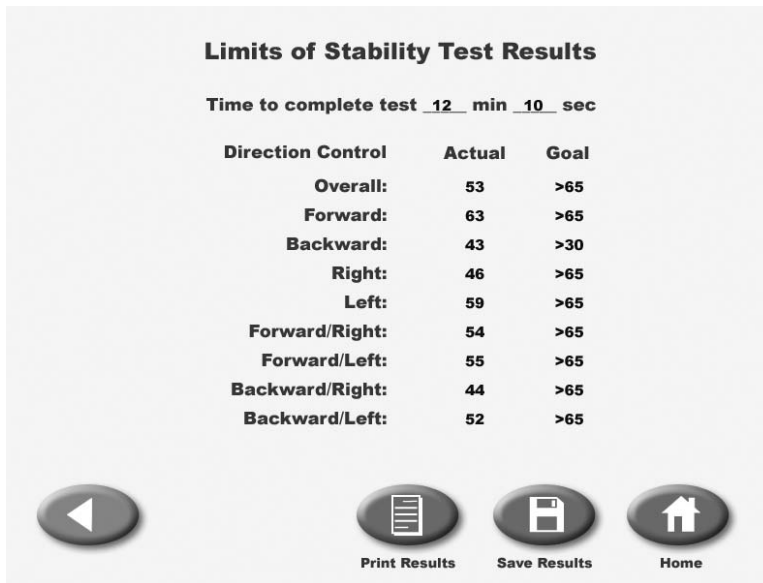 Limits of Stability Test Results
Time to complete test 12 min 10 sec
Direction Control Actual Goal
Overall: 53 >65
Forward: 63 >65
Backward: 43 >30
Right: 46 >65
Left: 59 >65
Forward/Right: 54 >65
Forward/Left: 55 >65
Backward/Right: 44 >65
Backward/Left: 52 >65
Print Results Save Results Home